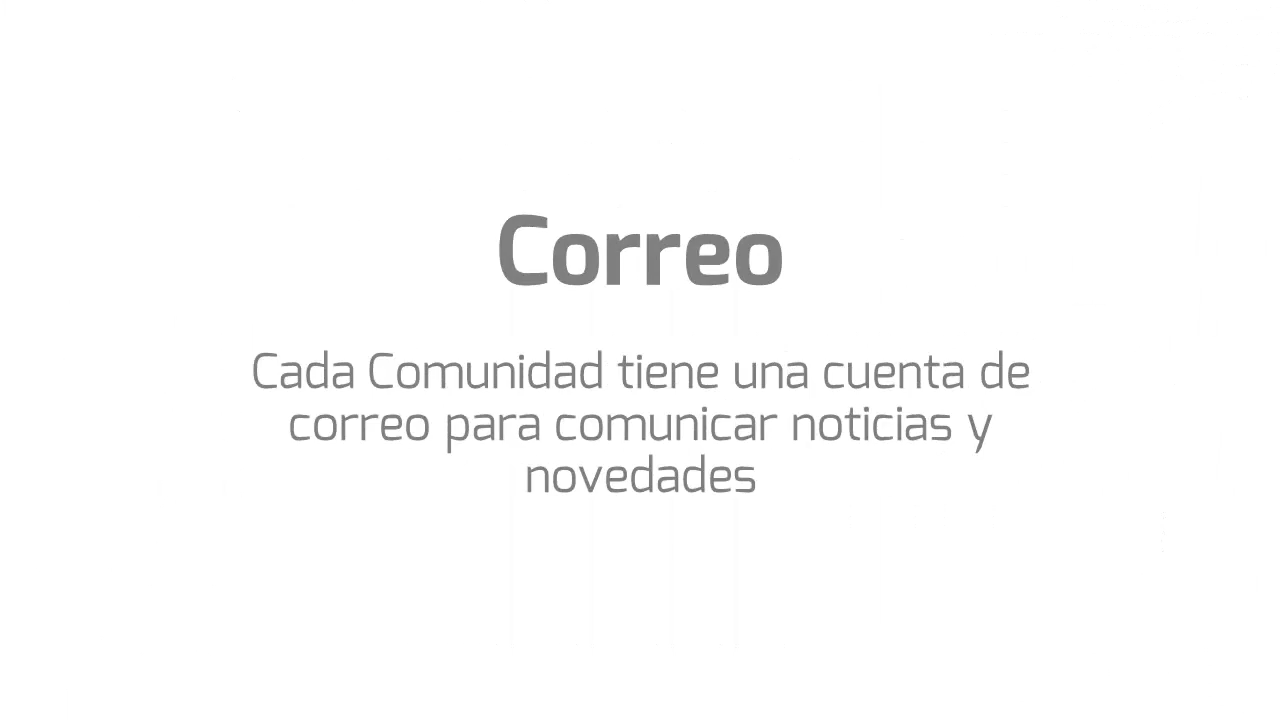 Correo
Cada Comunidad tiene una cuenta de
correo para comunicar noticias y
novedades